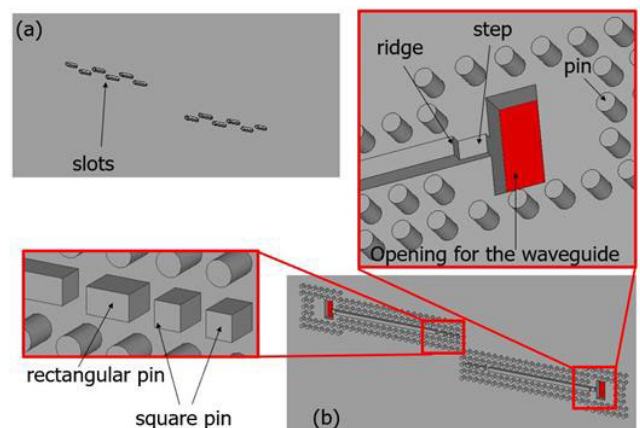 (a)
slots
ridge
step
pin
Opening for the waveguide
rectangular pin
square pin
(b)